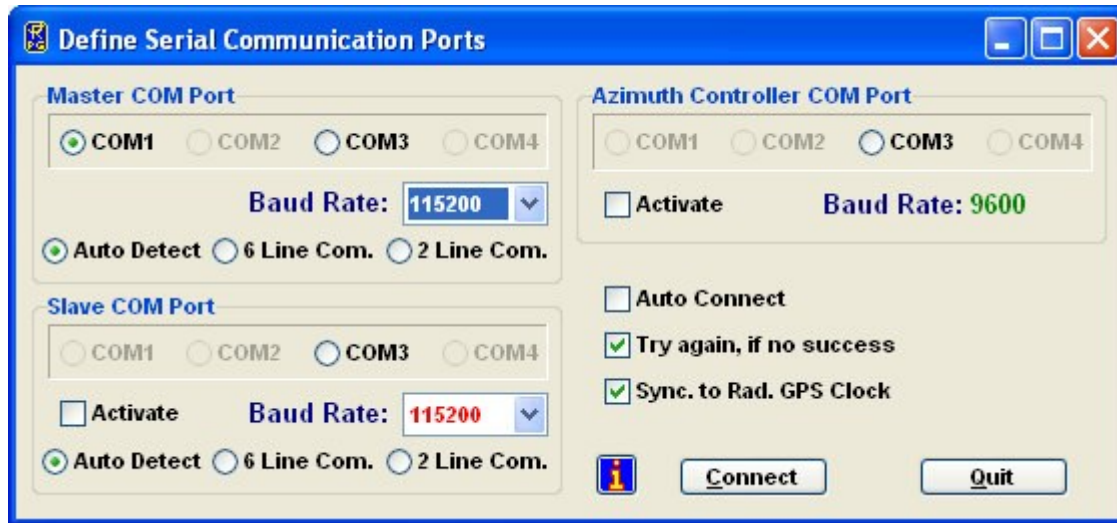 Define Serial Communication Ports
Master COM Port
COM1 COM2 COM3 COM4
Baud Rate: 115200
Auto Detect 6 Line Com. 2 Line Com.
Slave COM Port
COM1 COM2 COM3 COM4
Activate Baud Rate: 115200
Auto Detect 6 Line Com. 2 Line Com.
Azimuth Controller COM Port
COM1 COM2 COM3 COM4
Activate Baud Rate: 9600
Auto Connect
Try again, if no success
Sync. to Rad. GPS Clock
i Connect Quit